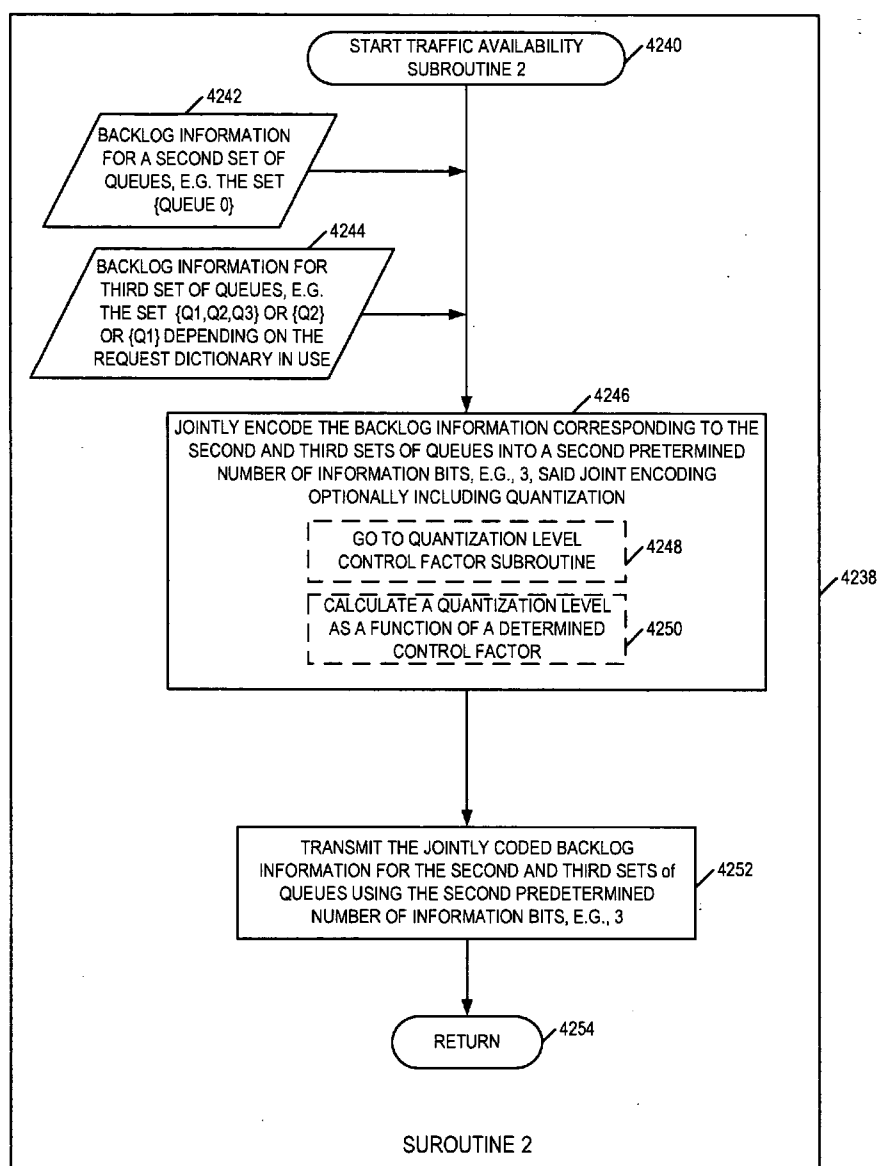 START TRAFFIC AVAILABILITY
SUBROUTINE 2
4240
4242
BACKLOG INFORMATION
FOR A SECOND SET OF
QUEUES, E.G. THE SET
{QUEUE 0}
4244
BACKLOG INFORMATION FOR
THIRD SET OF QUEUES, E.G.
THE SET {Q1,Q2,Q3} OR {Q2}
OR {Q1} DEPENDING ON THE
REQUEST DICTIONARY IN USE
4246
JOINTLY ENCODE THE BACKLOG INFORMATION CORRESPONDING TO THE
SECOND AND THIRD SETS OF QUEUES INTO A SECOND PRETERMINED
NUMBER OF INFORMATION BITS, E.G., 3, SAID JOINT ENCODING
OPTIONALLY INCLUDING QUANTIZATION
GO TO QUANTIZATION LEVEL
CONTROL FACTOR SUBROUTINE
4248
CALCULATE A QUANTIZATION LEVEL
AS A FUNCTION OF A DETERMINED
CONTROL FACTOR
4250
4238
TRANSMIT THE JOINTLY CODED BACKLOG
INFORMATION FOR THE SECOND AND THIRD SETS of
QUEUES USING THE SECOND PREDETERMINED
NUMBER OF INFORMATION BITS, E.G., 3
4252
RETURN
4254
SUROUTINE 2